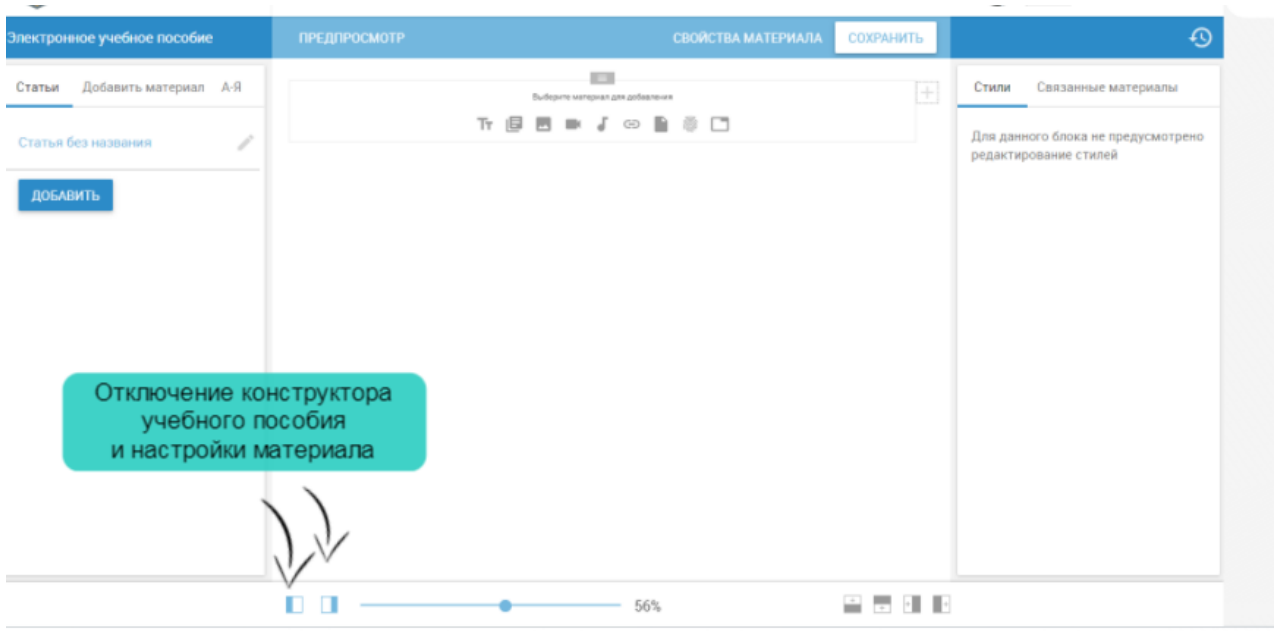 Электронное учебное пособие
ПРЕДПРОСМОТР
СВОЙСТВА МАТЕРИАЛА
СОХРАНИТЬ
Статьи Добавить материал А-Я
Статья без названия
ДОБАВИТЬ
Выберите материал для добавления
Tт
Стили Связанные материалы
Для данного блока не предусмотрено
редактирование стилей
Отключение конструктора
учебного пособия
и настройки материала
56%